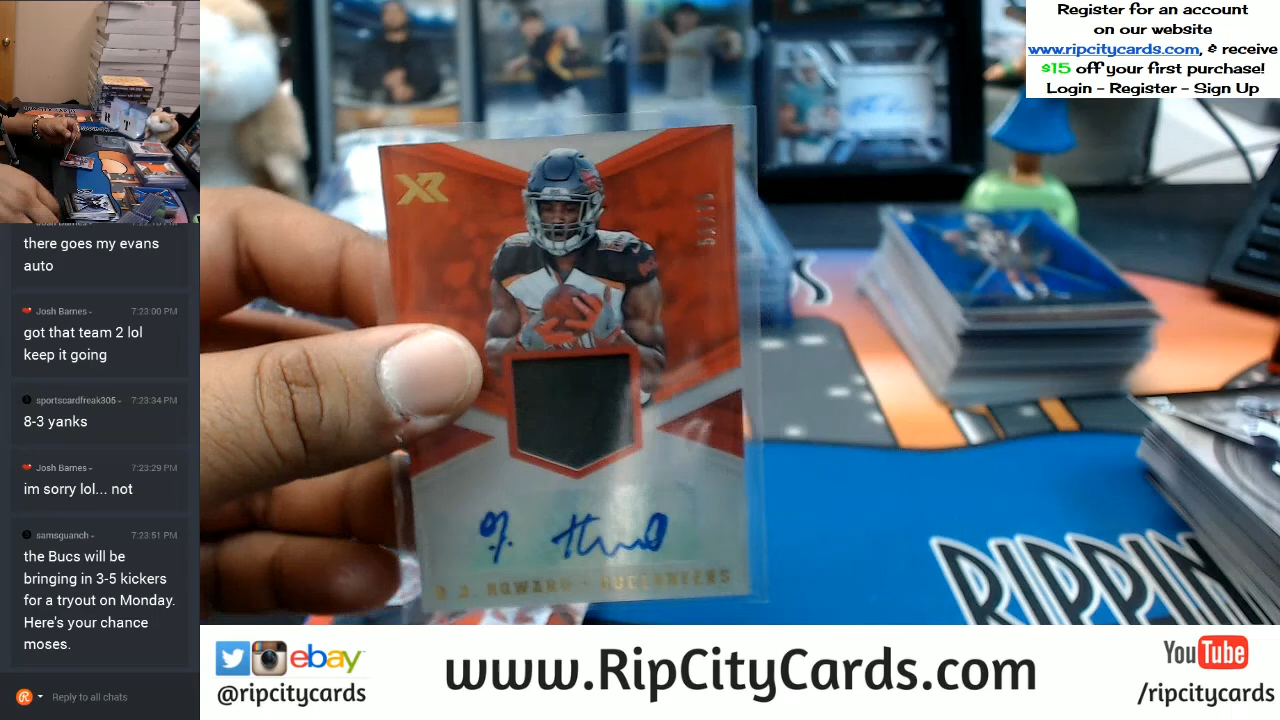 Register for an account
on our website
www.ripcitycards.com, & receive
$15 off your first purchase!
Login - Register - Sign Up
there goes my evans
auto
Josh Barnes 7:23:00 PM
got that team 2 lol
keep it going
sportscardfreak305 7:23:34 PM
8-3 yanks
Josh Barnes 7:23:29 PM
im sorry lol... not
samsguanch 7:23:51 PM
the Bucs will be
bringing in 3-5 kickers
for a tryout on Monday.
Here's your chance
moses.
Reply to all chats
XR
O.J. HOWARD - BUCCANEERS
RIPPIN
ebay
@ripcitycards
www.RipCityCards.com
YouTube
/ripcitycards